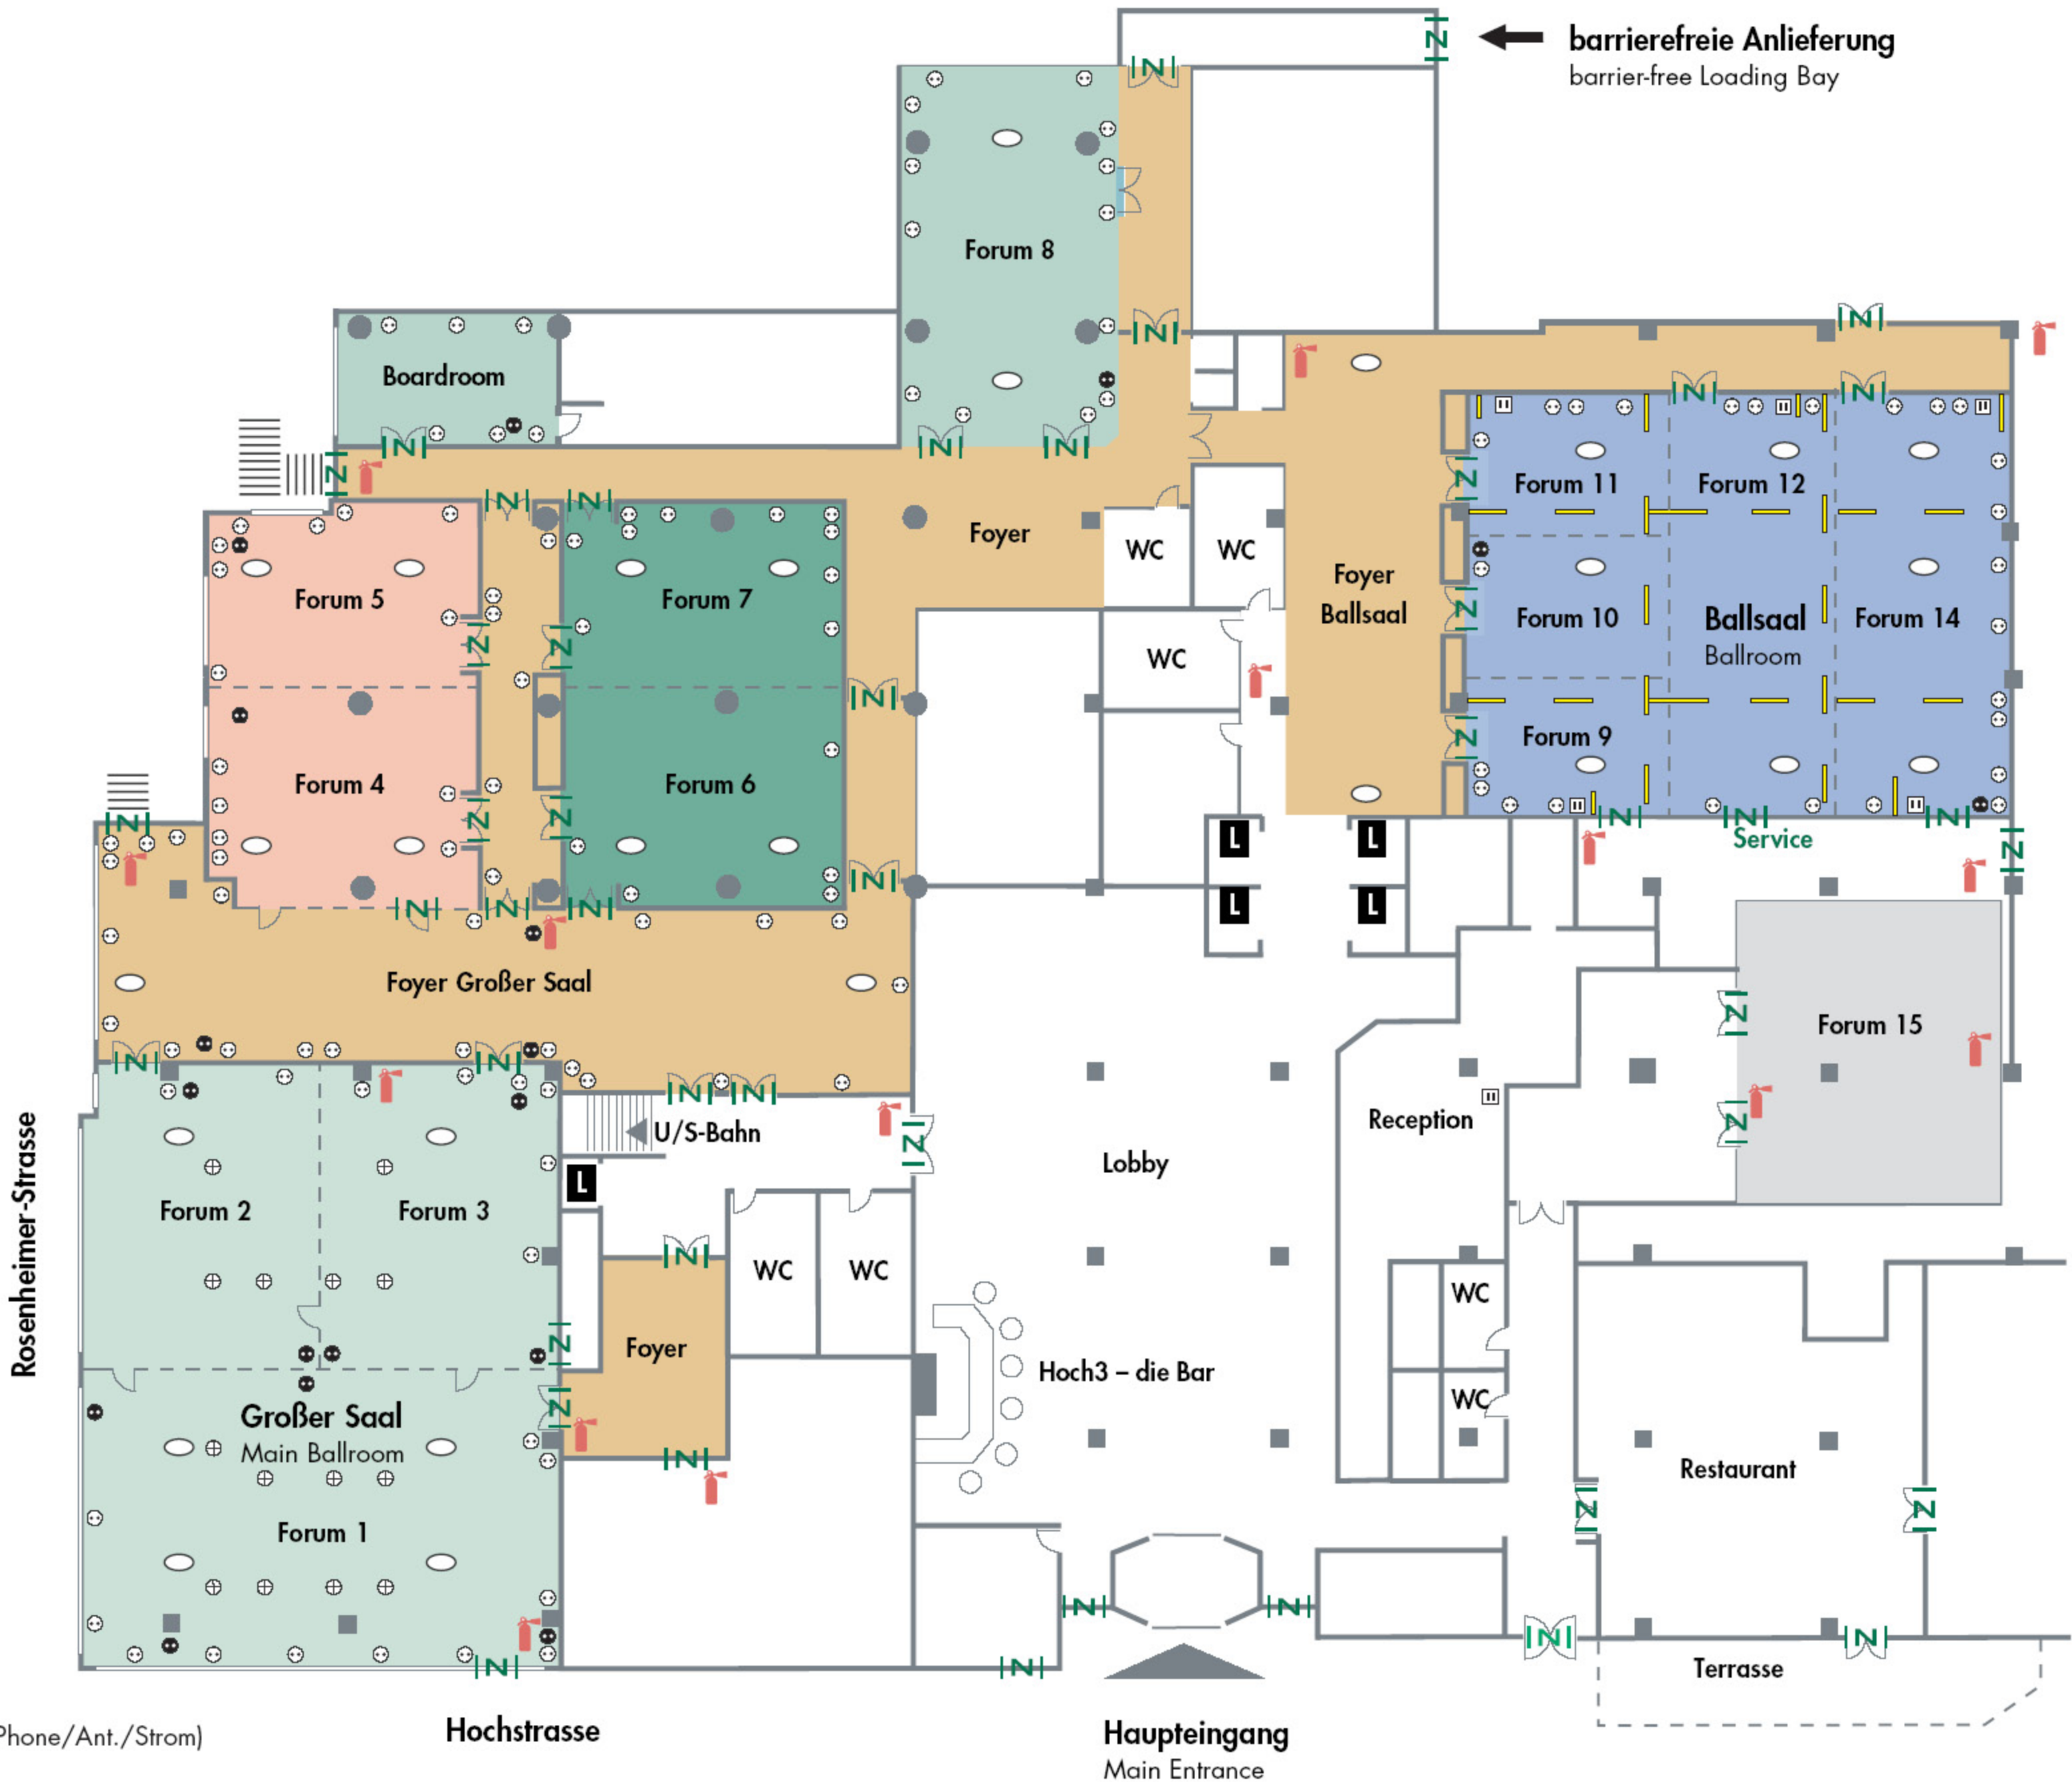 barrierefreie Anlieferung
barrier-free Loading Bay
Forum 8
Boardroom
Forum 11
Forum 12
Foyer
WC
WC
Foyer
Ballsaal
Forum 5
Forum 7
Forum 10
Ballsaal
Ballroom
Forum 14
WC
Forum 9
Forum 4
Forum 6
L
L
Service
L
L
Foyer Großer Saal
Forum 15
Rosenheimer-Strasse
U/S-Bahn
Reception
Lobby
L
Forum 2
Forum 3
WC
WC
WC
Foyer
Hoch3 – die Bar
WC
Großer Saal
Main Ballroom
Restaurant
Forum 1
Terrasse
Phone/Ant./Strom)
Hochstrasse
Haupteingang
Main Entrance